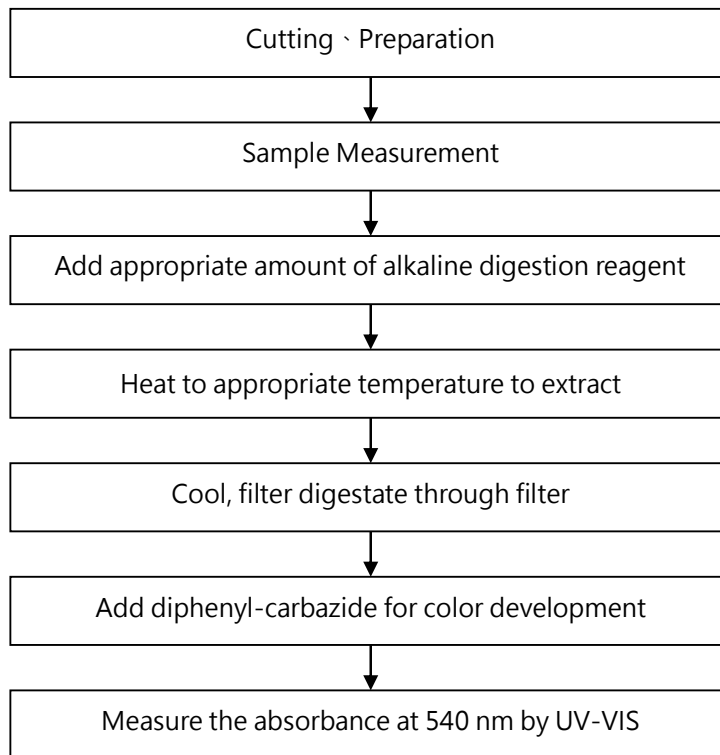 Cutting、Preparation
Sample Measurement
Add appropriate amount of alkaline digestion reagent
Heat to appropriate temperature to extract
Cool, filter digestate through filter
Add diphenyl-carbazide for color development
Measure the absorbance at 540 nm by UV-VIS